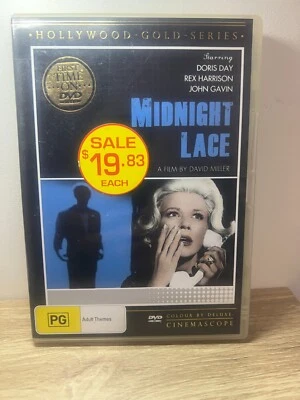 HOLLYWOOD·GOLD·SERIES
FIRST
TIME
ON
DVD
Starring
DORIS DAY
REX HARRISON
JOHN GAVIN
MIDNIGHT
LACE
A FILM BY DAVID MILLER
SALE
$19.83
EACH
PG
Adult Themes
DVD
COLOUR BY DELUXE
CINEMASCOPE